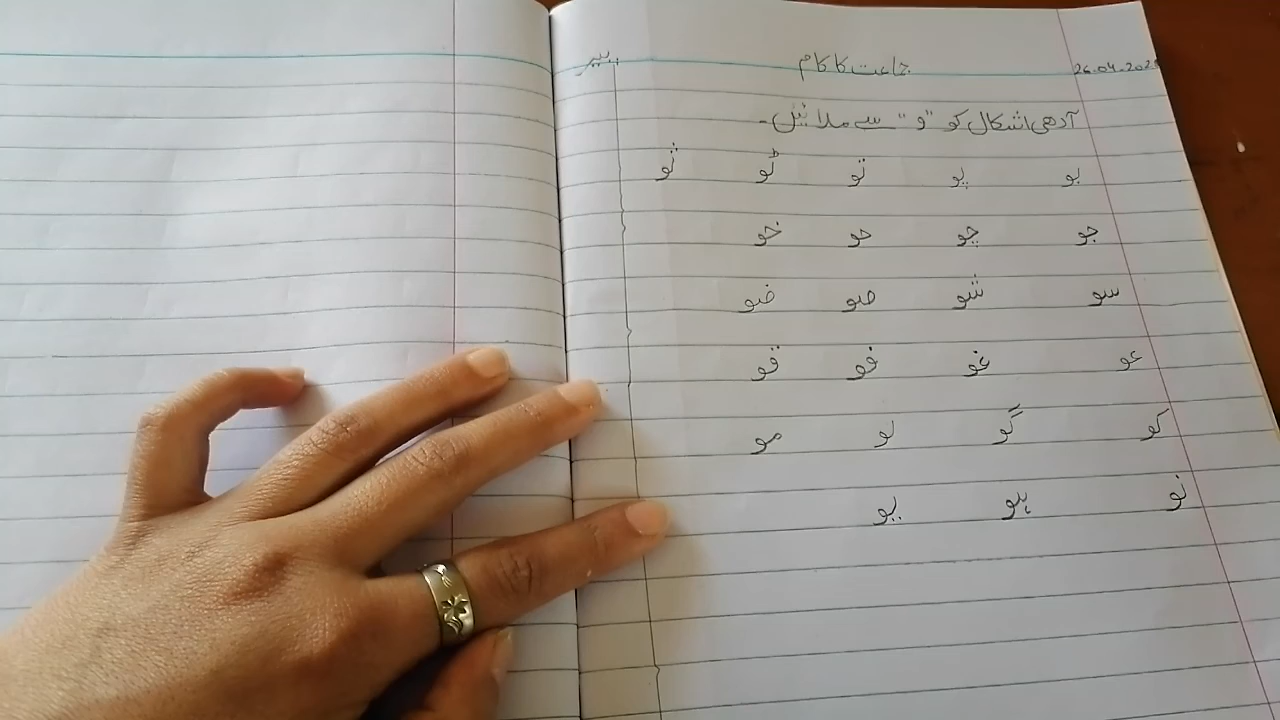 26.04.202 جماعت کا کام پیر
آدھی اشکال کو "و" سے ملائیں۔
بو پو تو ٹو ثو
جو چو حو خو
سو شو صو ضو
عو غو فو قو
کو گو لو مو
نو ہو یو